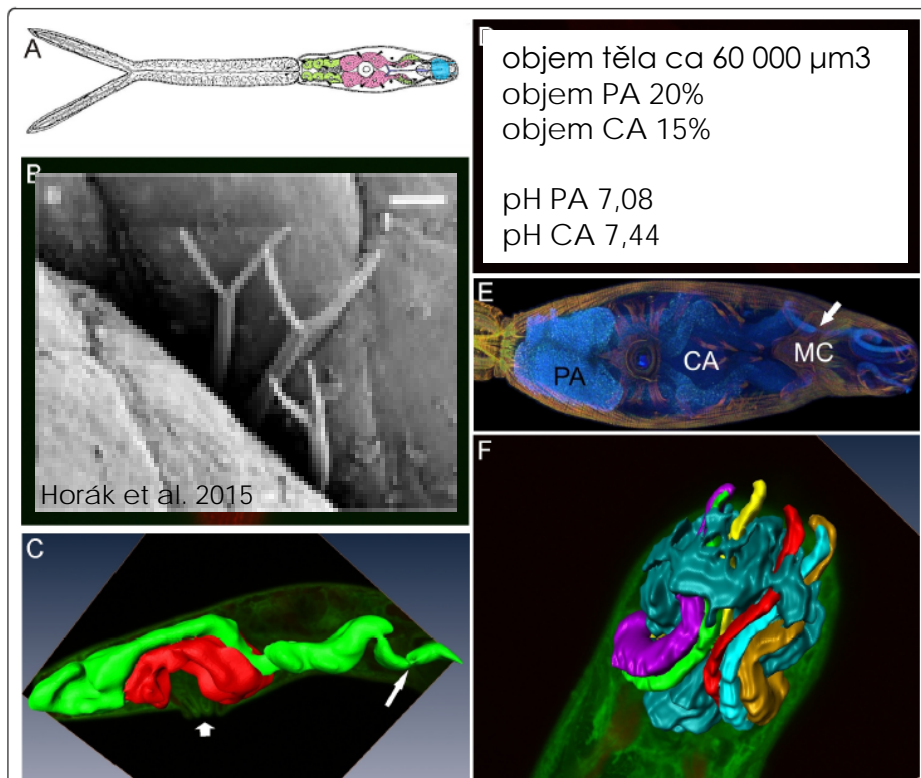 A
objem těla ca 60 000 µm3
objem PA 20%
objem CA 15%
pH PA 7,08
pH CA 7,44
B
Horák et al. 2015
E
PA
CA
MC
C
F